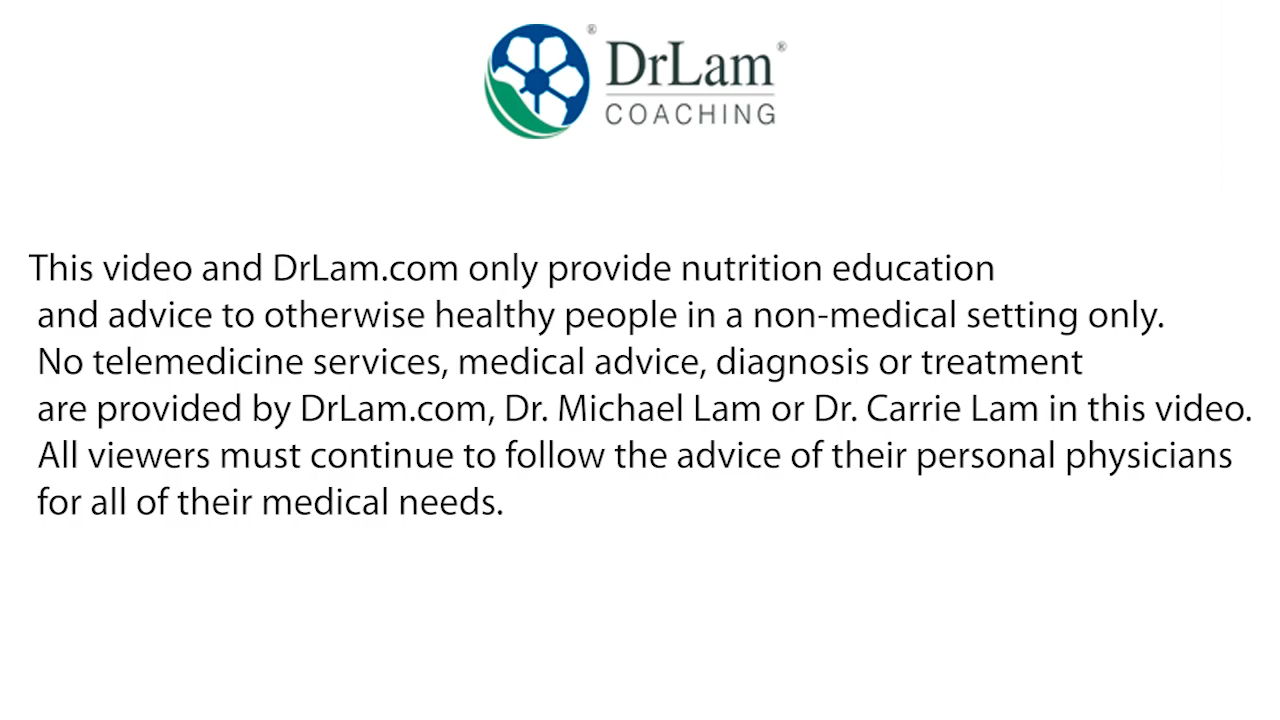 DrLam
COACHING
This video and DrLam.com only provide nutrition education
and advice to otherwise healthy people in a non-medical setting only.
No telemedicine services, medical advice, diagnosis or treatment
are provided by DrLam.com, Dr. Michael Lam or Dr. Carrie Lam in this video.
All viewers must continue to follow the advice of their personal physicians
for all of their medical needs.